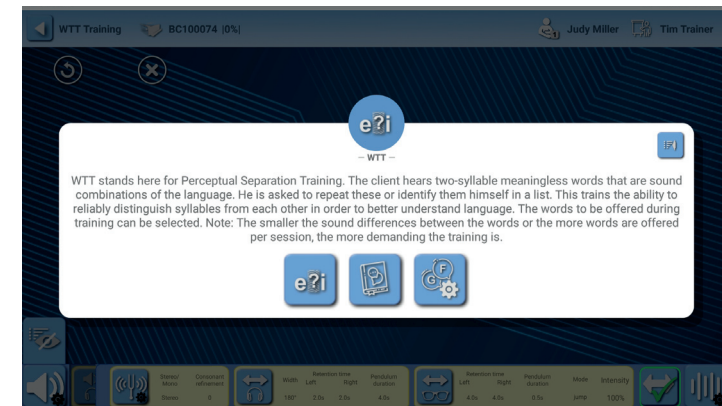 WTT Training
BC100074 |0%|
Judy Miller
Tim Trainer
e?i
– WTT –
WTT stands here for Perceptual Separation Training. The client hears two-syllable meaningless words that are sound
combinations of the language. He is asked to repeat these or identify them himself in a list. This trains the ability to
reliably distinguish syllables from each other in order to better understand language. The words to be offered during
training can be selected. Note: The smaller the sound differences between the words or the more words are offered
per session, the more demanding the training is.
e?i
G F
Stereo/ Mono
Consonant refinement
Stereo
0
Width
Retention time
Left Right
Pendulum duration
180° 2.0s 2.0s 4.0s
Retention time
Left Right
Pendulum duration
Mode
Intensity
4.0s 4.0s 0.5s
100%